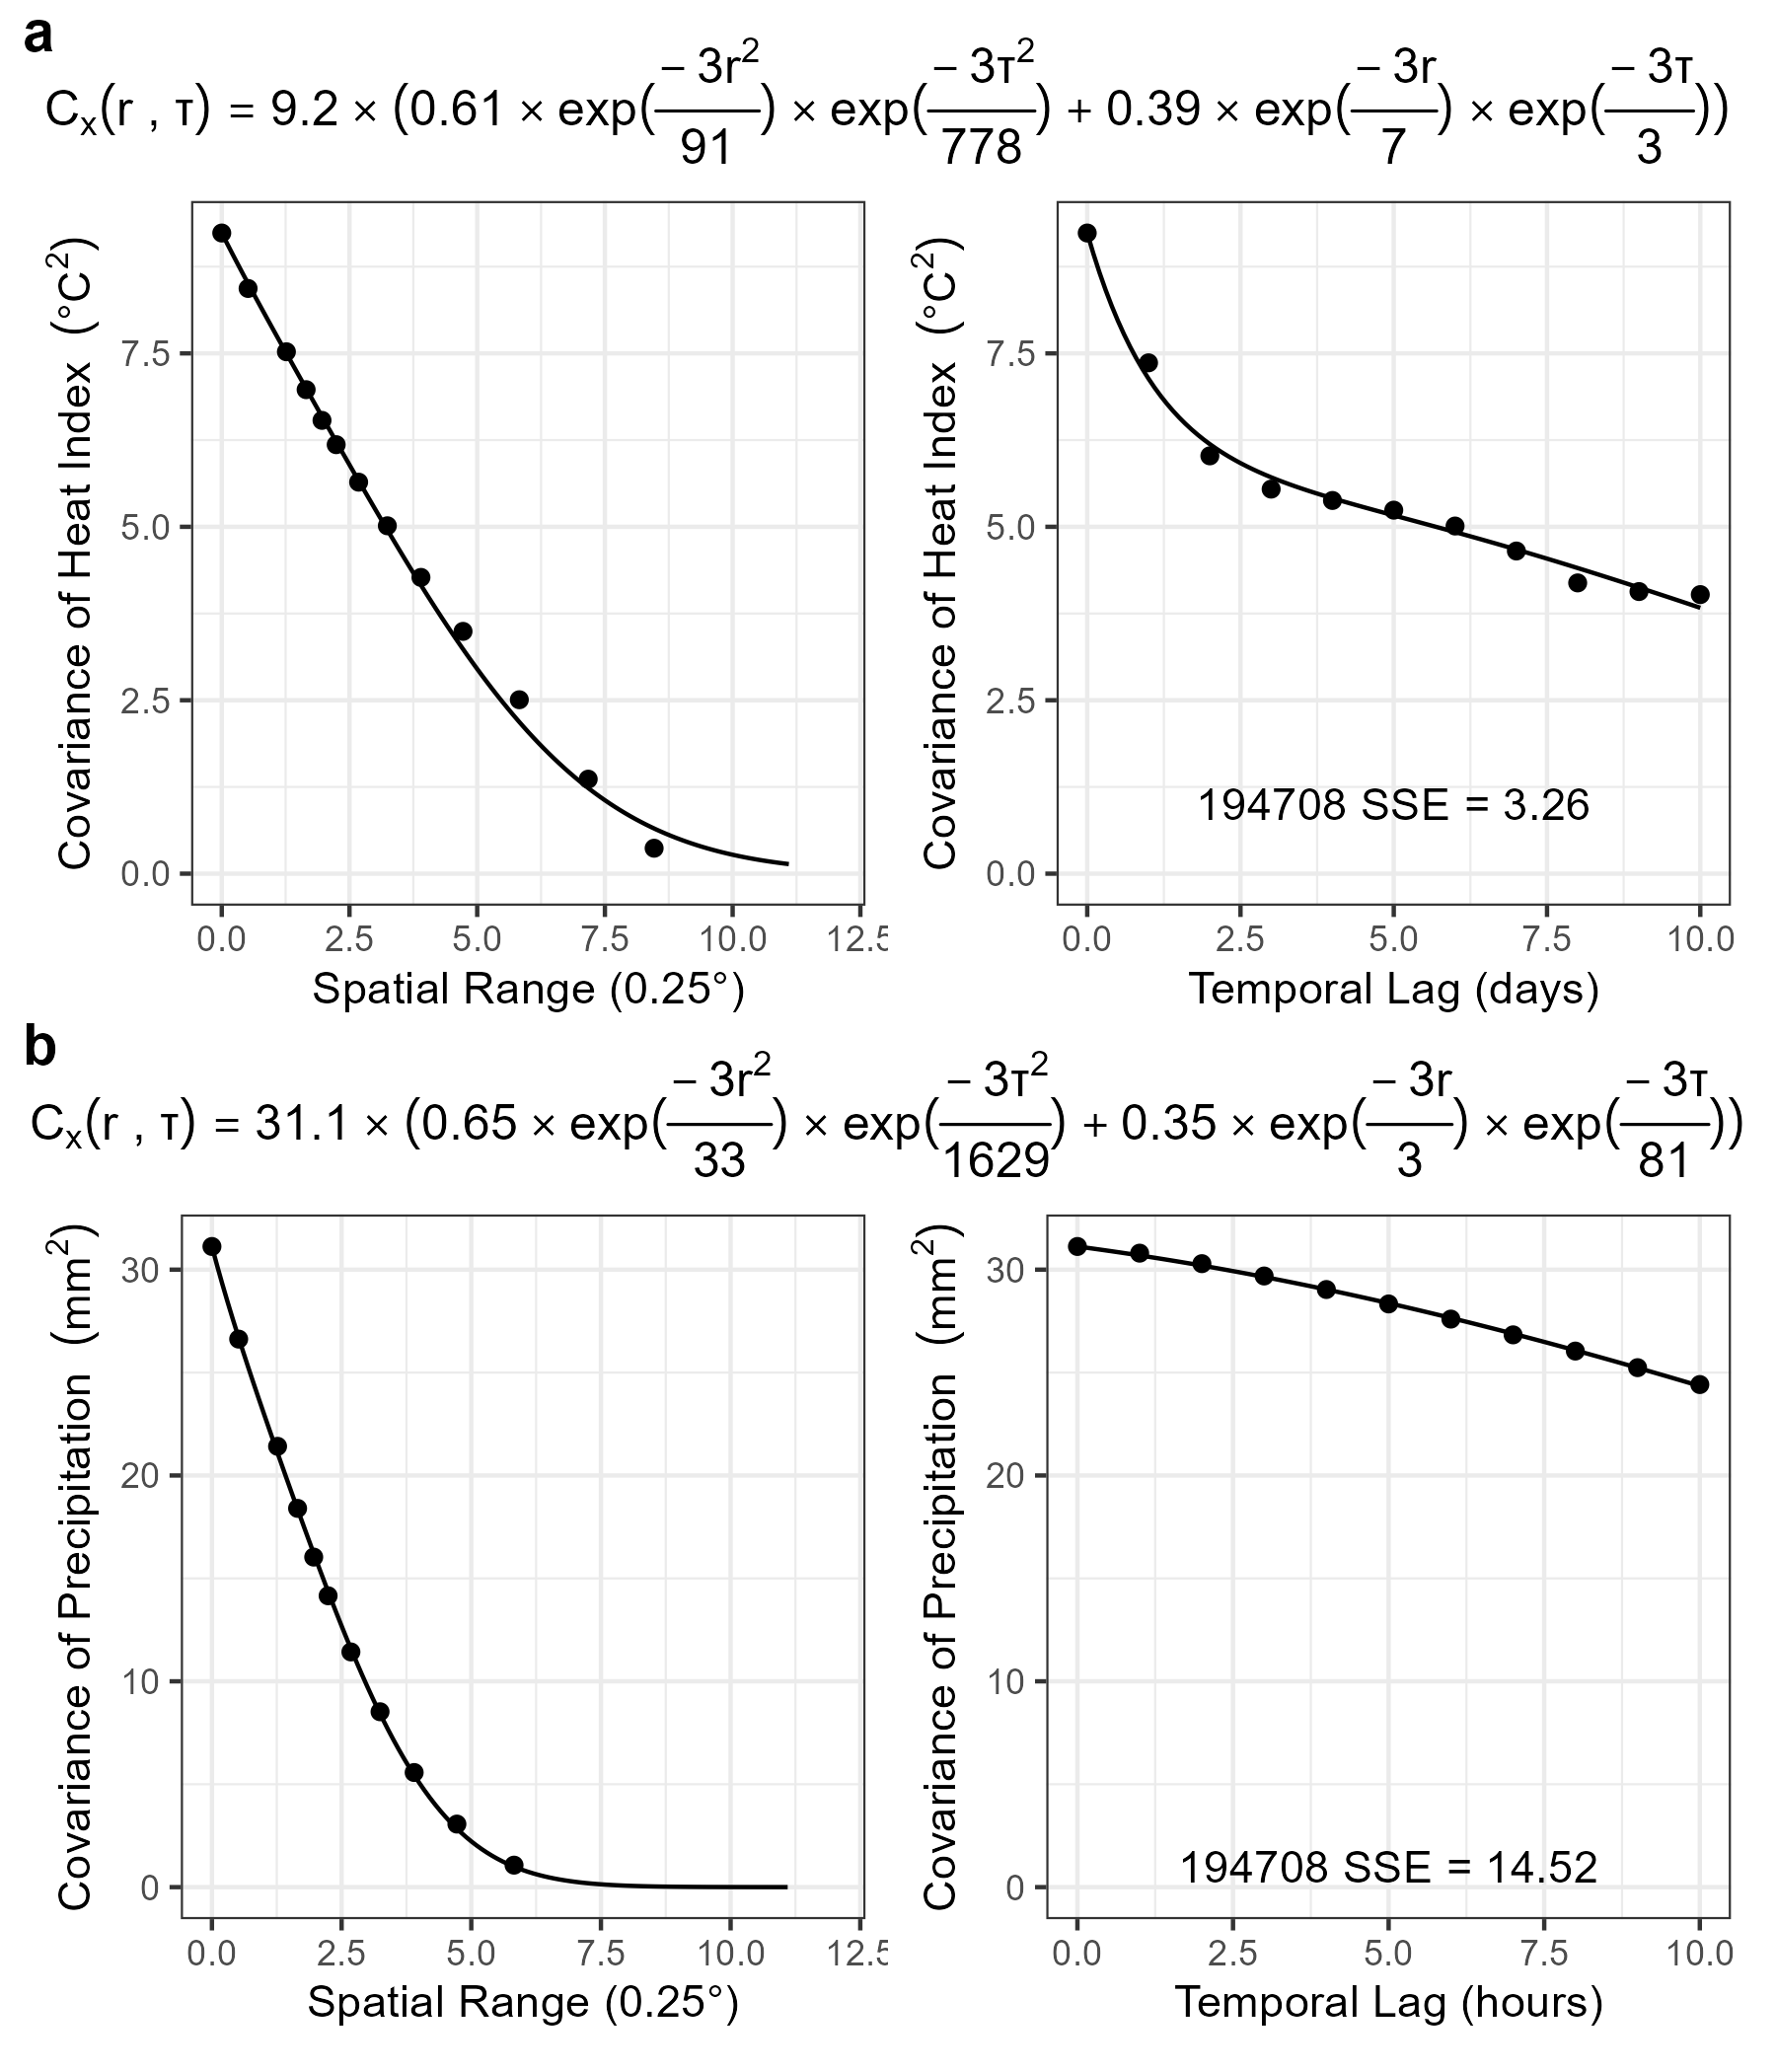 a
Cₓ(r , τ) = 9.2 × (0.61 × exp(− 3r²/91) × exp(− 3τ²/778) + 0.39 × exp(− 3r/7) × exp(− 3τ/3))
Covariance of Heat Index (°C²)
7.5
5.0
2.5
0.0
0.0 2.5 5.0 7.5 10.0 12.5
Spatial Range (0.25°)
Covariance of Heat Index (°C²)
7.5
5.0
2.5
0.0
194708 SSE = 3.26
0.0 2.5 5.0 7.5 10.0
Temporal Lag (days)
b
Cₓ(r , τ) = 31.1 × (0.65 × exp(− 3r²/33) × exp(− 3τ²/1629) + 0.35 × exp(− 3r/3) × exp(− 3τ/81))
Covariance of Precipitation (mm²)
30
20
10
0
0.0 2.5 5.0 7.5 10.0 12.5
Spatial Range (0.25°)
Covariance of Precipitation (mm²)
30
20
10
0
194708 SSE = 14.52
0.0 2.5 5.0 7.5 10.0
Temporal Lag (hours)